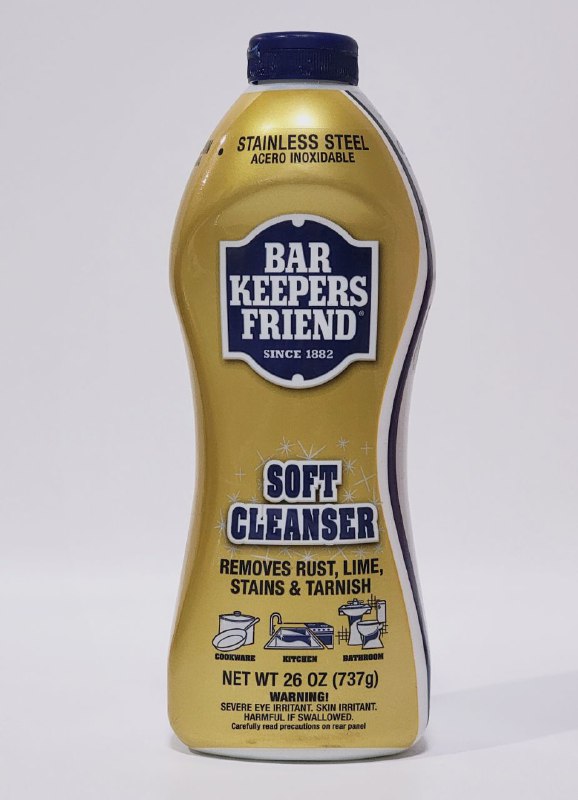 STAINLESS STEEL
ACERO INOXIDABLE
BAR
KEEPERS
FRIEND®
SINCE 1882
SOFT
CLEANSER
REMOVES RUST, LIME,
STAINS & TARNISH
COOKWARE KITCHEN BATHROOM
NET WT 26 OZ (737g)
WARNING!
SEVERE EYE IRRITANT. SKIN IRRITANT.
HARMFUL IF SWALLOWED.
Carefully read precautions on rear panel